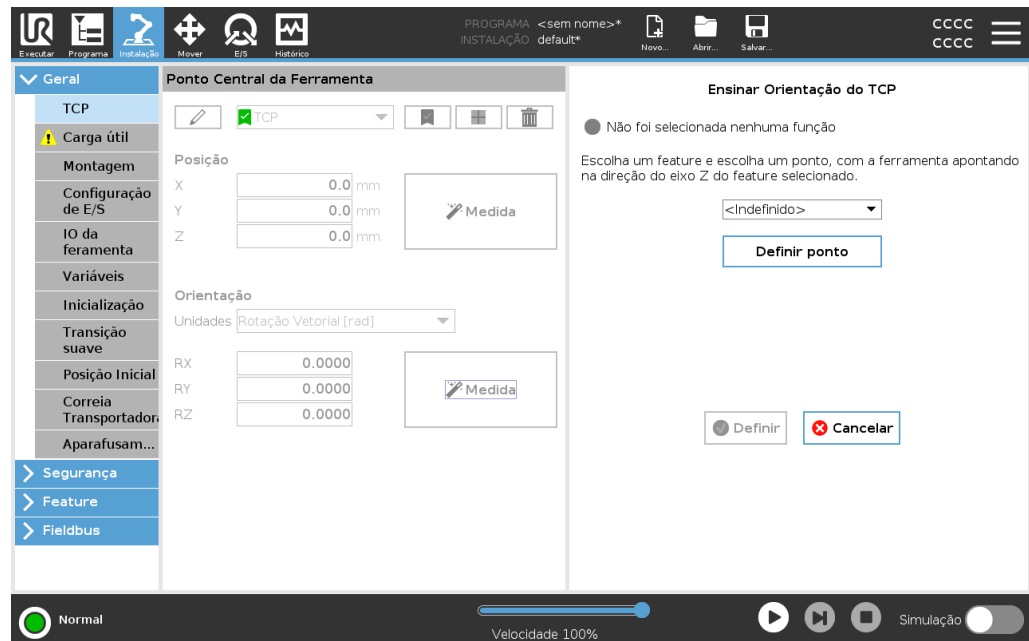 PROGRAMA <sem nome>*
INSTALAÇÃO default*
cccc
cccc
Executar Programa Instalação Mover E/S Histórico Novo... Abrir... Salvar...
Geral
TCP
Carga útil
Montagem
Configuração
de E/S
IO da
feramenta
Variáveis
Inicialização
Transição
suave
Posição Inicial
Correia
Transportador
Aparafusam...
Segurança
Feature
Fieldbus
Ponto Central da Ferramenta
TCP
Posição
X 0.0 mm
Y 0.0 mm
Z 0.0 mm
Medida
Orientação
Unidades Rotação Vetorial [rad]
RX 0.0000
RY 0.0000
RZ 0.0000
Medida
Ensinar Orientação do TCP
Não foi selecionada nenhuma função
Escolha um feature e escolha um ponto, com a ferramenta apontando
na direção do eixo Z do feature selecionado.
<Indefinido>
Definir ponto
Definir Cancelar
Normal
Velocidade 100%
Simulação